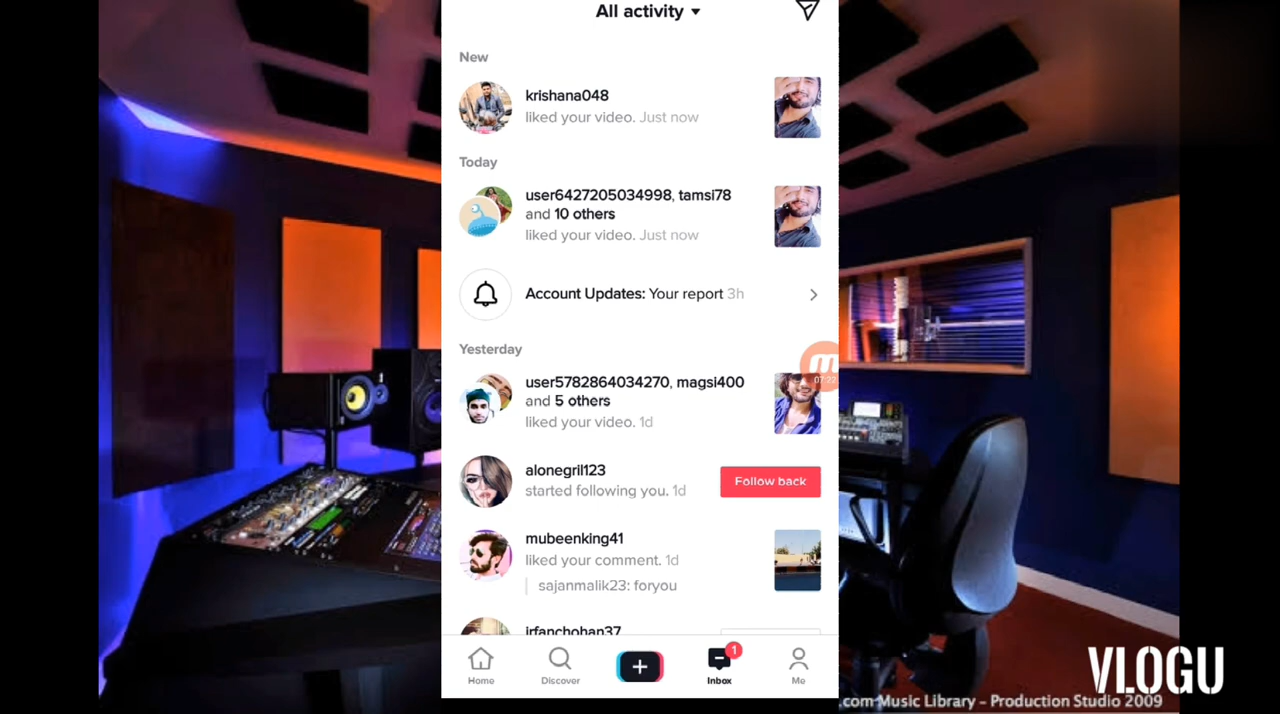 All activity
New
krishana048
liked your video. Just now
Today
user6427205034998, tamsi78
and 10 others
liked your video. Just now
Account Updates: Your report 3h
Yesterday
07:22
user5782864034270, magsi400
and 5 others
liked your video. 1d
alonegril123
started following you. 1d
Follow back
mubeenking41
liked your comment. 1d
sajanmalik23: foryou
irfanchohan37
1
Home
Discover
Inbox
Me
VLOGU
.com Music Library - Production Studio 2009